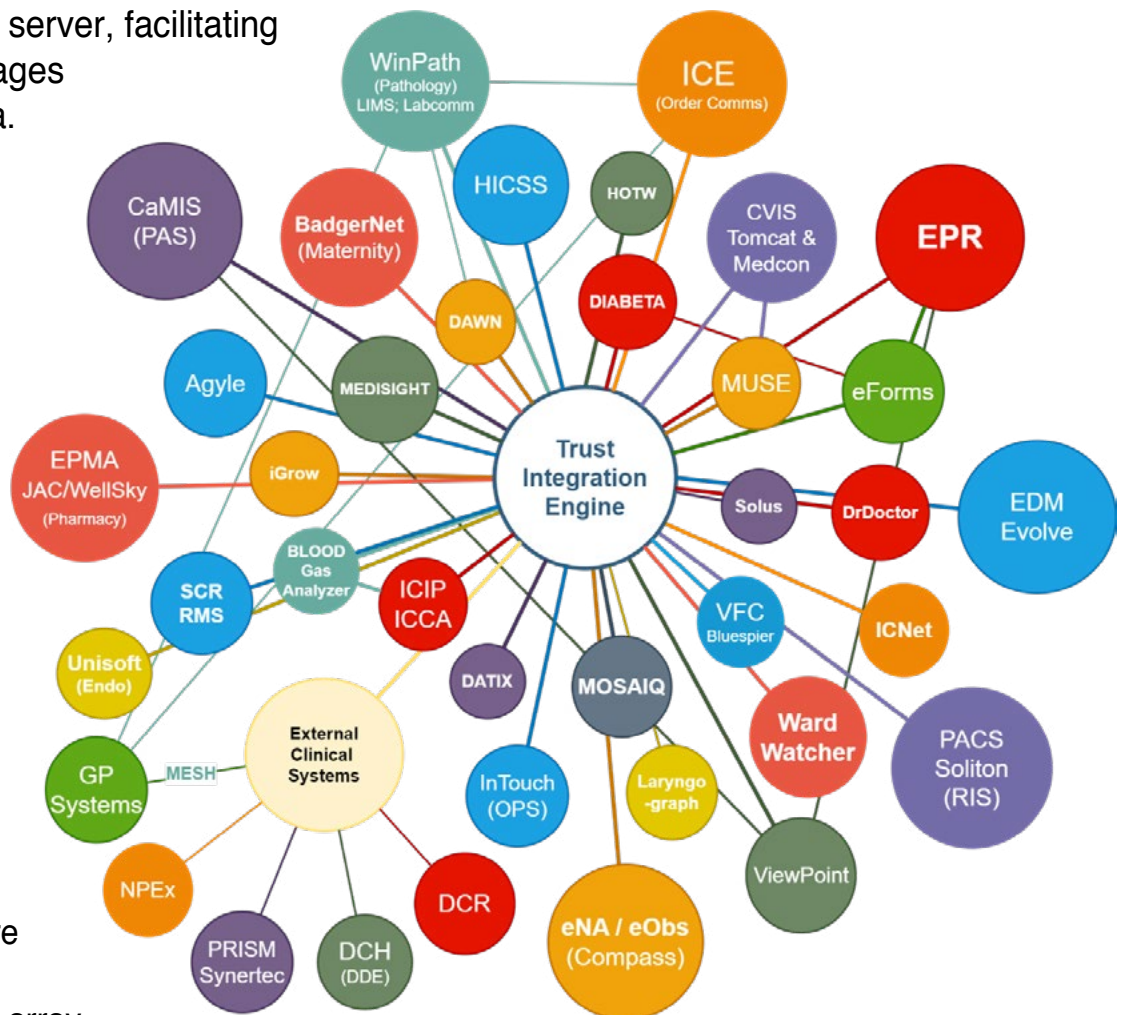 server, facilitating
ages
a.
WinPath
(Pathology)
LIMS; Labcomm
ICE
(Order Comms)
HICSS
HOTW
CaMIS
(PAS)
BadgerNet
(Maternity)
CVIS
Tomcat &
Medcon
EPR
DAWN
DIABETA
Agyle
MEDISIGHT
MUSE
eForms
Trust
Integration
Engine
EPMA
JAC/WellSky
(Pharmacy)
iGrow
Solus
DrDoctor
EDM
Evolve
BLOOD
Gas
Analyzer
SCR
RMS
ICIP
ICCA
VFC
Bluespier
ICNet
Unisoft
(Endo)
DATIX
MOSAIQ
External
Clinical
Systems
Ward
Watcher
PACS
Soliton
(RIS)
GP
Systems
MESH
InTouch
(OPS)
Laryngo
-graph
NPEx
DCR
ViewPoint
PRISM
Synertec
DCH
(DDE)
eNA / eObs
(Compass)